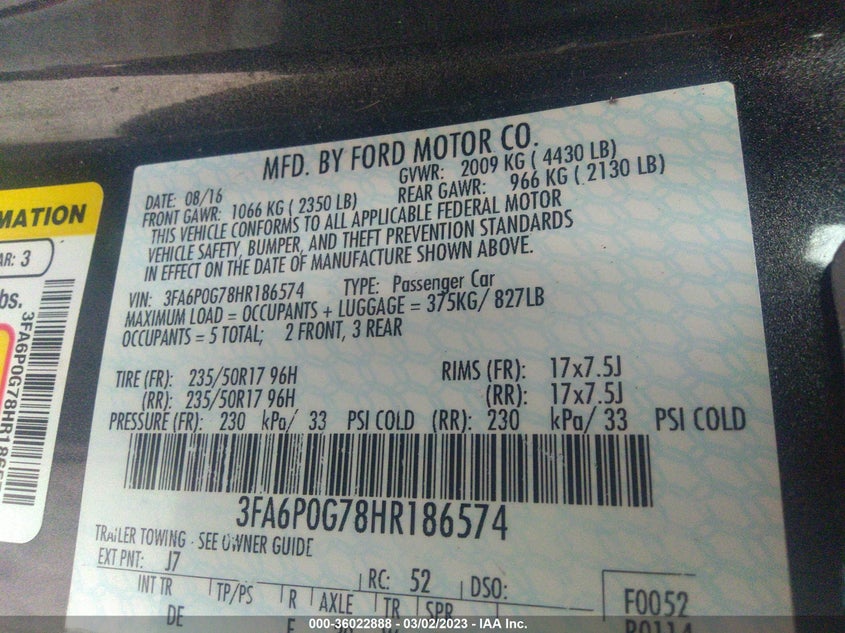 MFD. BY FORD MOTOR CO.
DATE: 08/16 GVWR: 2009 KG ( 4430 LB)
FRONT GAWR: 1066 KG ( 2350 LB) REAR GAWR: 966 KG ( 2130 LB)
THIS VEHICLE CONFORMS TO ALL APPLICABLE FEDERAL MOTOR
VEHICLE SAFETY, BUMPER, AND THEFT PREVENTION STANDARDS
IN EFFECT ON THE DATE OF MANUFACTURE SHOWN ABOVE.
VIN: 3FA6P0G78HR186574 TYPE: Passenger Car
MAXIMUM LOAD = OCCUPANTS + LUGGAGE = 375KG/ 827LB
OCCUPANTS = 5 TOTAL; 2 FRONT, 3 REAR
TIRE (FR): 235/50R17 96H RIMS (FR): 17x7.5J
(RR): 235/50R17 96H (RR): 17x7.5J
PRESSURE (FR): 230 kPa/ 33 PSI COLD (RR): 230 kPa/ 33 PSI COLD
3FA6P0G78HR186574
TRAILER TOWING - SEE OWNER GUIDE
EXT PNT: J7 RC: 52 DSO:
INT TR TP/PS R AXLE TR SPR F0052
DE
MATION
AR: 3
bs.
3FA6P0G78HR1865
000-36022888 - 03/02/2023 - IAA Inc.